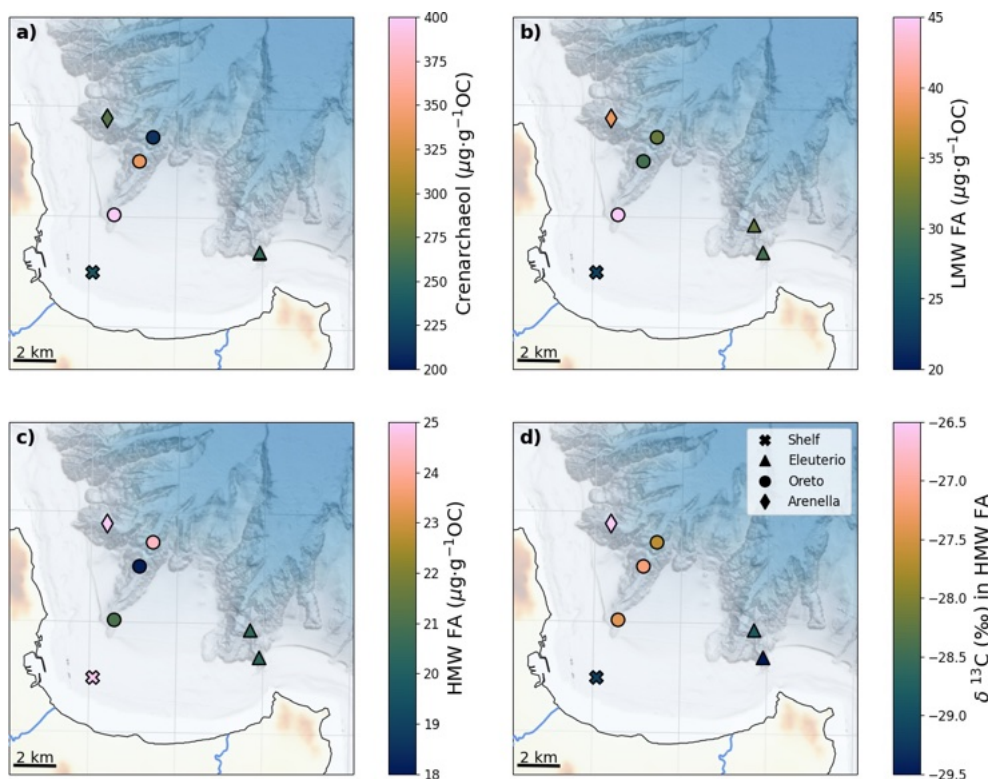 a)
400
375
350
325
300
275
250
225
200
Crenarchaeol (µg·g⁻¹OC)
2 km
b)
45
40
35
30
25
20
LMW FA (µg·g⁻¹OC)
2 km
c)
25
24
23
22
21
20
19
18
HMW FA (µg·g⁻¹OC)
2 km
d)
Shelf
Eleuterio
Oreto
Arenella
−26.5
−27.0
−27.5
−28.0
−28.5
−29.0
−29.5
δ ¹³C (‰) in HMW FA
2 km